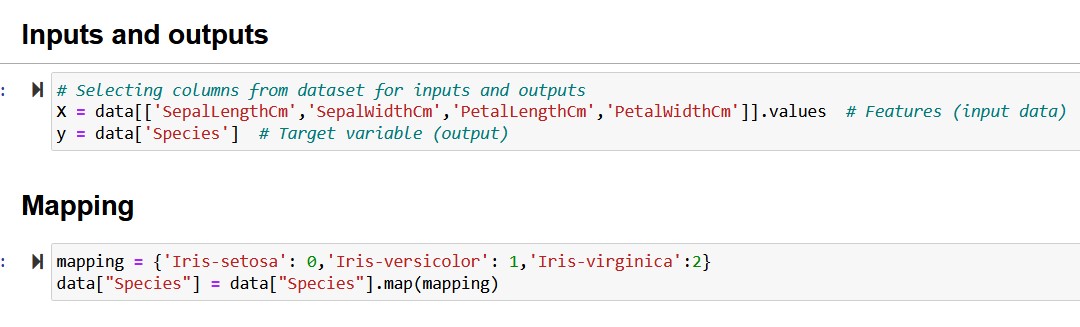 Inputs and outputs
: # Selecting columns from dataset for inputs and outputs
X = data[['SepalLengthCm','SepalWidthCm','PetalLengthCm','PetalWidthCm']].values  # Features (input data)
y = data['Species']  # Target variable (output)
Mapping
: mapping = {'Iris-setosa': 0,'Iris-versicolor': 1,'Iris-virginica':2}
data["Species"] = data["Species"].map(mapping)